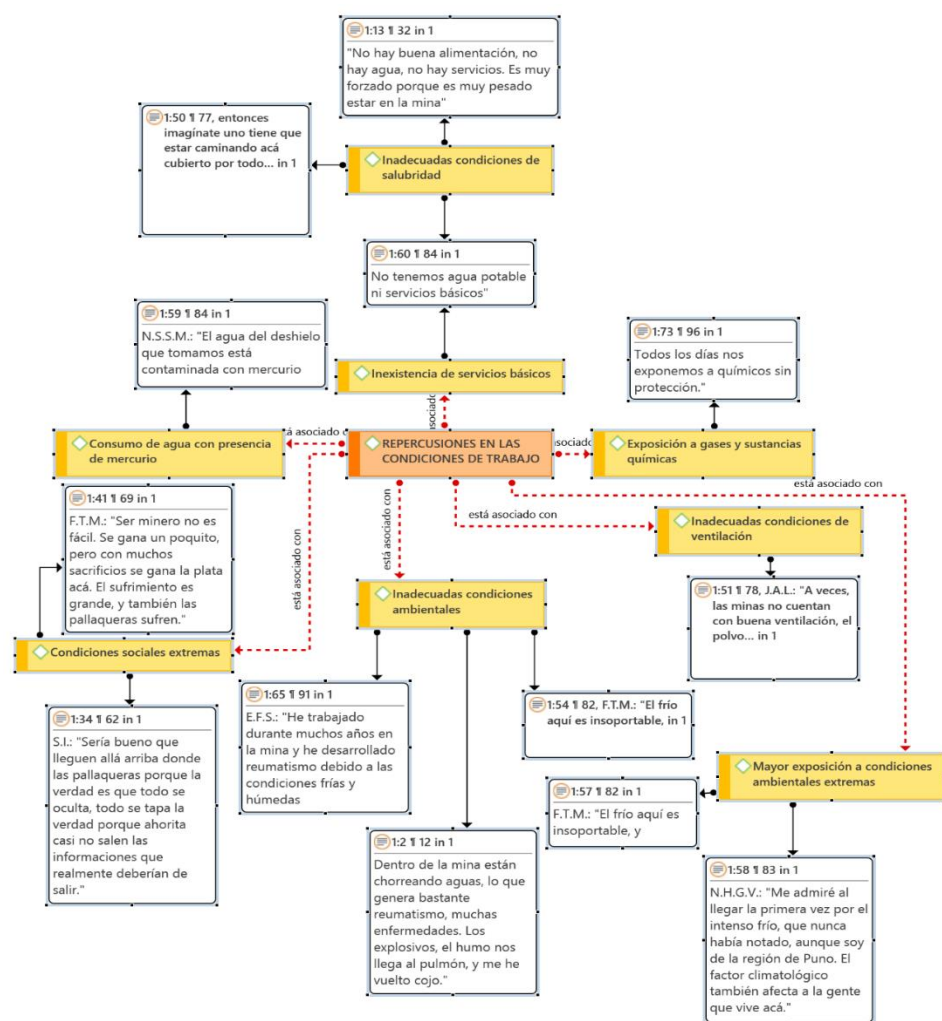 1:13 ¶ 32 in 1
"No hay buena alimentación, no
hay agua, no hay servicios. Es muy
forzado porque es muy pesado
estar en la mina"
1:50 ¶ 77, entonces
imagínate uno tiene que
estar caminando acá
cubierto por todo... in 1
Inadecuadas condiciones de
salubridad
1:60 ¶ 84 in 1
No tenemos agua potable
ni servicios básicos"
1:59 ¶ 84 in 1
N.S.S.M.: "El agua del deshielo
que tomamos está
contaminada con mercurio
1:73 ¶ 96 in 1
Todos los días nos
exponemos a químicos sin
protección."
Inexistencia de servicios básicos
asociado
Consumo de agua con presencia
de mercurio
á asociado c
REPERCUSIONES EN LAS
CONDICIONES DE TRABAJO
asociado
Exposición a gases y sustancias
químicas
1:41 ¶ 69 in 1
F.T.M.: "Ser minero no es
fácil. Se gana un poquito,
pero con muchos
sacrificios se gana la plata
acá. El sufrimiento es
grande, y también las
pallaqueras sufren."
está asociado con
está asociado con
está asociado con
está asociado con
Inadecuadas condiciones de
ventilación
1:51 ¶ 78, J.A.L.: "A veces,
las minas no cuentan
con buena ventilación, el
polvo... in 1
Inadecuadas condiciones
ambientales
Condiciones sociales extremas
1:34 ¶ 62 in 1
S.I.: "Sería bueno que
lleguen allá arriba donde
las pallaqueras porque la
verdad es que todo se
oculta, todo se tapa la
verdad porque ahorita
casi no salen las
informaciones que
realmente deberían de
salir."
1:65 ¶ 91 in 1
E.F.S.: "He trabajado
durante muchos años en
la mina y he desarrollado
reumatismo debido a las
condiciones frías y
húmedas
1:54 ¶ 82, F.T.M.: "El frío
aquí es insoportable, in 1
Mayor exposición a condiciones
ambientales extremas
1:57 ¶ 82 in 1
F.T.M.: "El frío aquí es
insoportable, y
1:2 ¶ 12 in 1
Dentro de la mina están
chorreando aguas, lo que
genera bastante
reumatismo, muchas
enfermedades. Los
explosivos, el humo nos
llega al pulmón, y me he
vuelto cojo."
1:58 ¶ 83 in 1
N.H.G.V.: "Me admiré al
llegar la primera vez por el
intenso frío, que nunca
había notado, aunque soy
de la región de Puno. El
factor climatológico
también afecta a la gente
que vive acá."